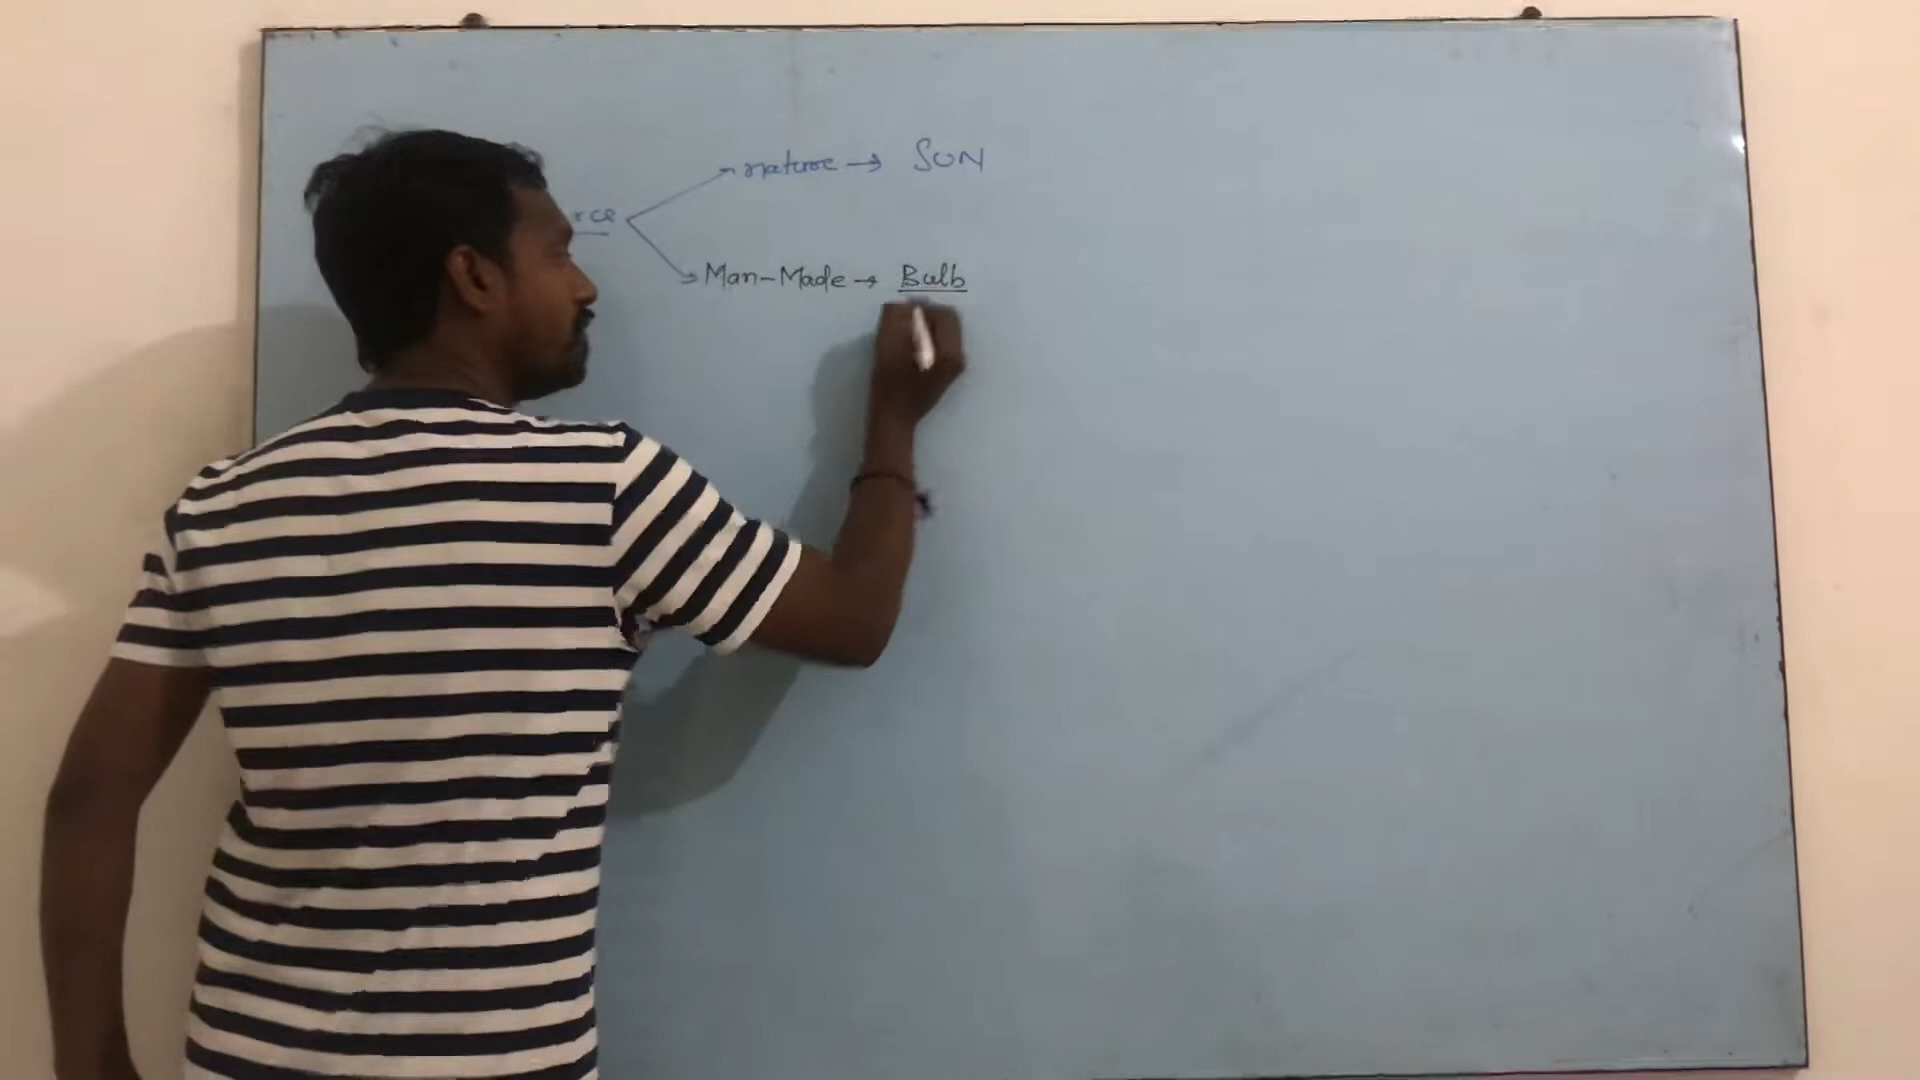 nature → SUN
Man-Made → Bulb